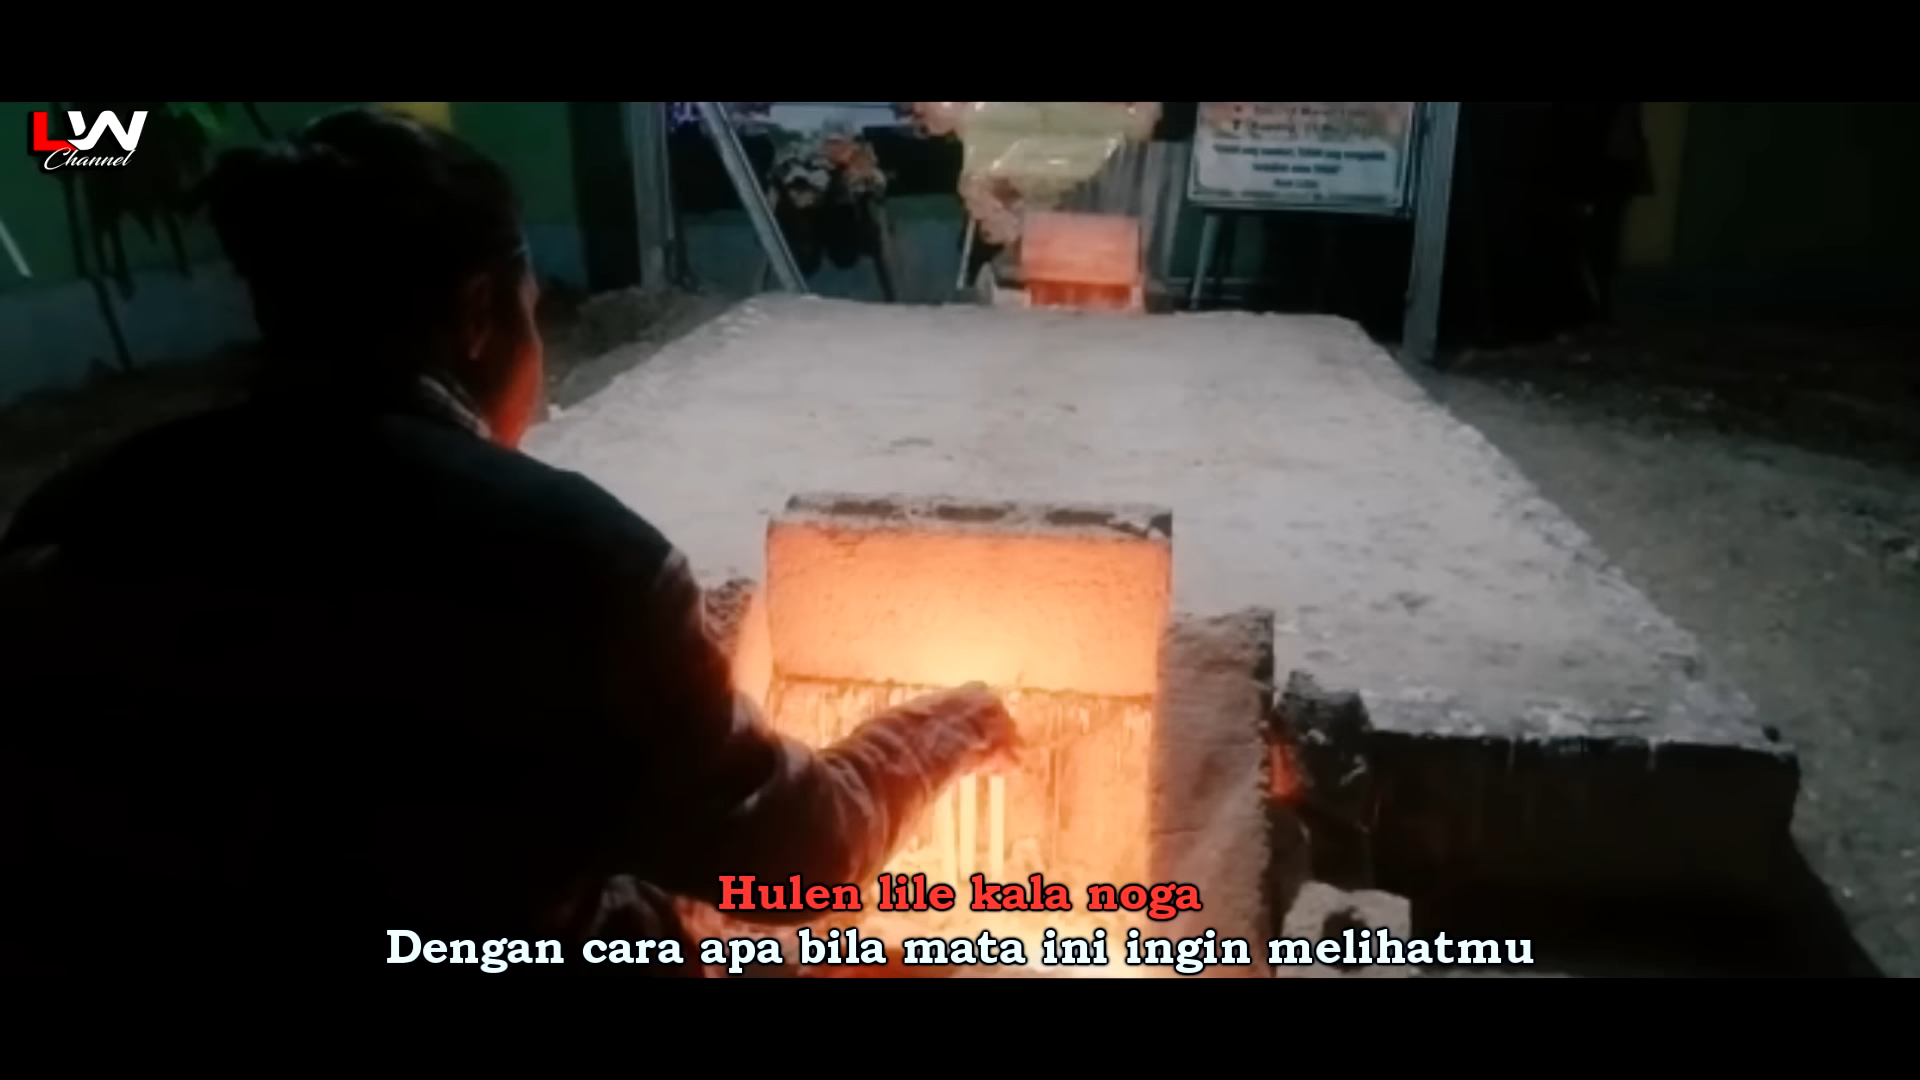 LW
Channel
Hulen lile kala noga
Dengan cara apa bila mata ini ingin melihatmu